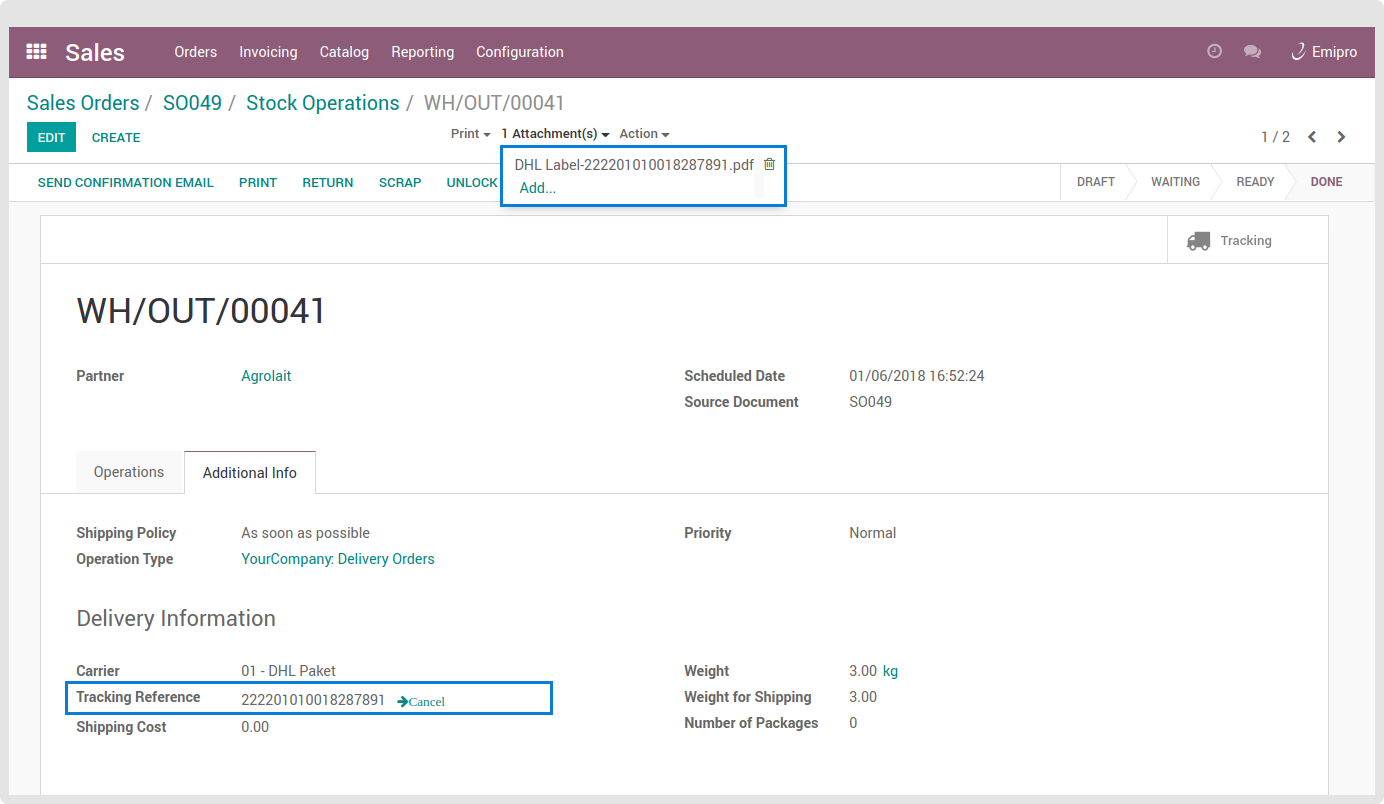 Sales Orders Invoicing Catalog Reporting Configuration Emipro
Sales Orders / SO049 / Stock Operations / WH/OUT/00041
EDIT CREATE Print 1 Attachment(s) Action 1 / 2
DHL Label-222201010018287891.pdf
Add...
SEND CONFIRMATION EMAIL PRINT RETURN SCRAP UNLOCK DRAFT WAITING READY DONE
Tracking
WH/OUT/00041
Partner Agrolait Scheduled Date 01/06/2018 16:52:24
Source Document SO049
Operations Additional Info
Shipping Policy As soon as possible Priority Normal
Operation Type YourCompany: Delivery Orders
Delivery Information
Carrier 01 - DHL Paket Weight 3.00 kg
Tracking Reference 222201010018287891 Cancel Weight for Shipping 3.00
Shipping Cost 0.00 Number of Packages 0